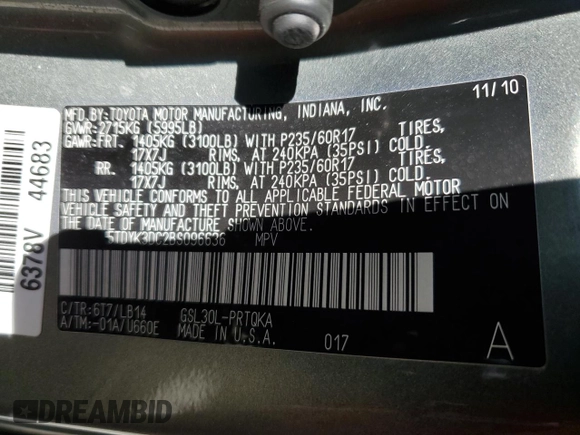 11/10
MFD.BY:TOYOTA MOTOR MANUFACTURING, INDIANA, INC.
GVWR:2715KG (5995LB)
GAWR:FRT. 1405KG (3100LB) WITH P235/60R17 TIRES,
17X7J RIMS, AT 240KPA (35PSI) COLD.
RR. 1405KG (3100LB) WITH P235/60R17 TIRES,
17X7J RIMS, AT 240KPA (35PSI) COLD.
THIS VEHICLE CONFORMS TO ALL APPLICABLE FEDERAL MOTOR
VEHICLE SAFETY AND THEFT PREVENTION STANDARDS IN EFFECT ON
THE DATE OF MANUFACTURE SHOWN ABOVE.
5TDYK3DC2BS096636 MPV
C/TR:6T7/LB14 GSL30L-PRTQKA
A/TM:-01A/U660E MADE IN U.S.A. 017
A
6378V 44683
DREAMBID